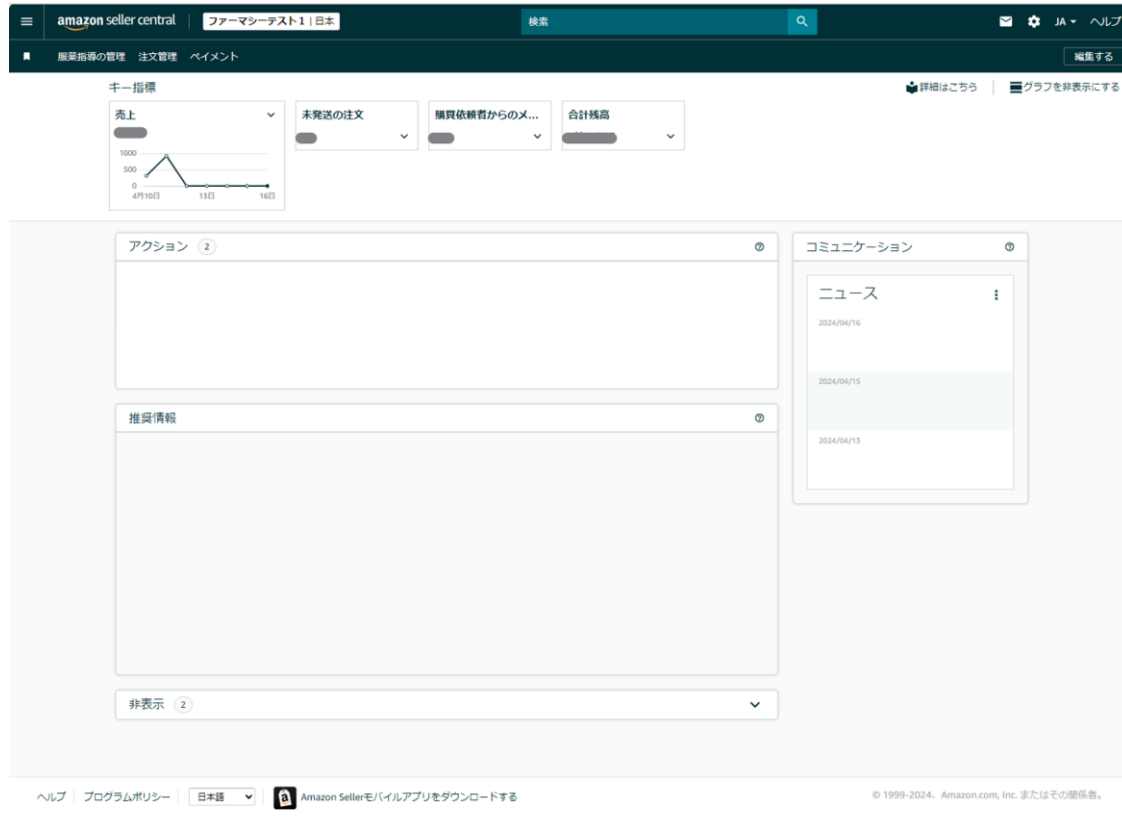 amazon seller central
ファーマシーテスト1 | 日本
検索
JA
ヘルプ
服薬指導の管理 注文管理 ペイメント
編集する
キー指標
詳細はこちら
グラフを非表示にする
売上
1000
500
0
4月10日 13日 16日
未発送の注文
購買依頼者からのメ...
合計残高
アクション 2
コミュニケーション
ニュース
2024/04/16
2024/04/15
2024/04/13
推奨情報
非表示 2
ヘルプ プログラムポリシー 日本語 Amazon Sellerモバイルアプリをダウンロードする
© 1999-2024、Amazon.com, Inc. またはその関係者。